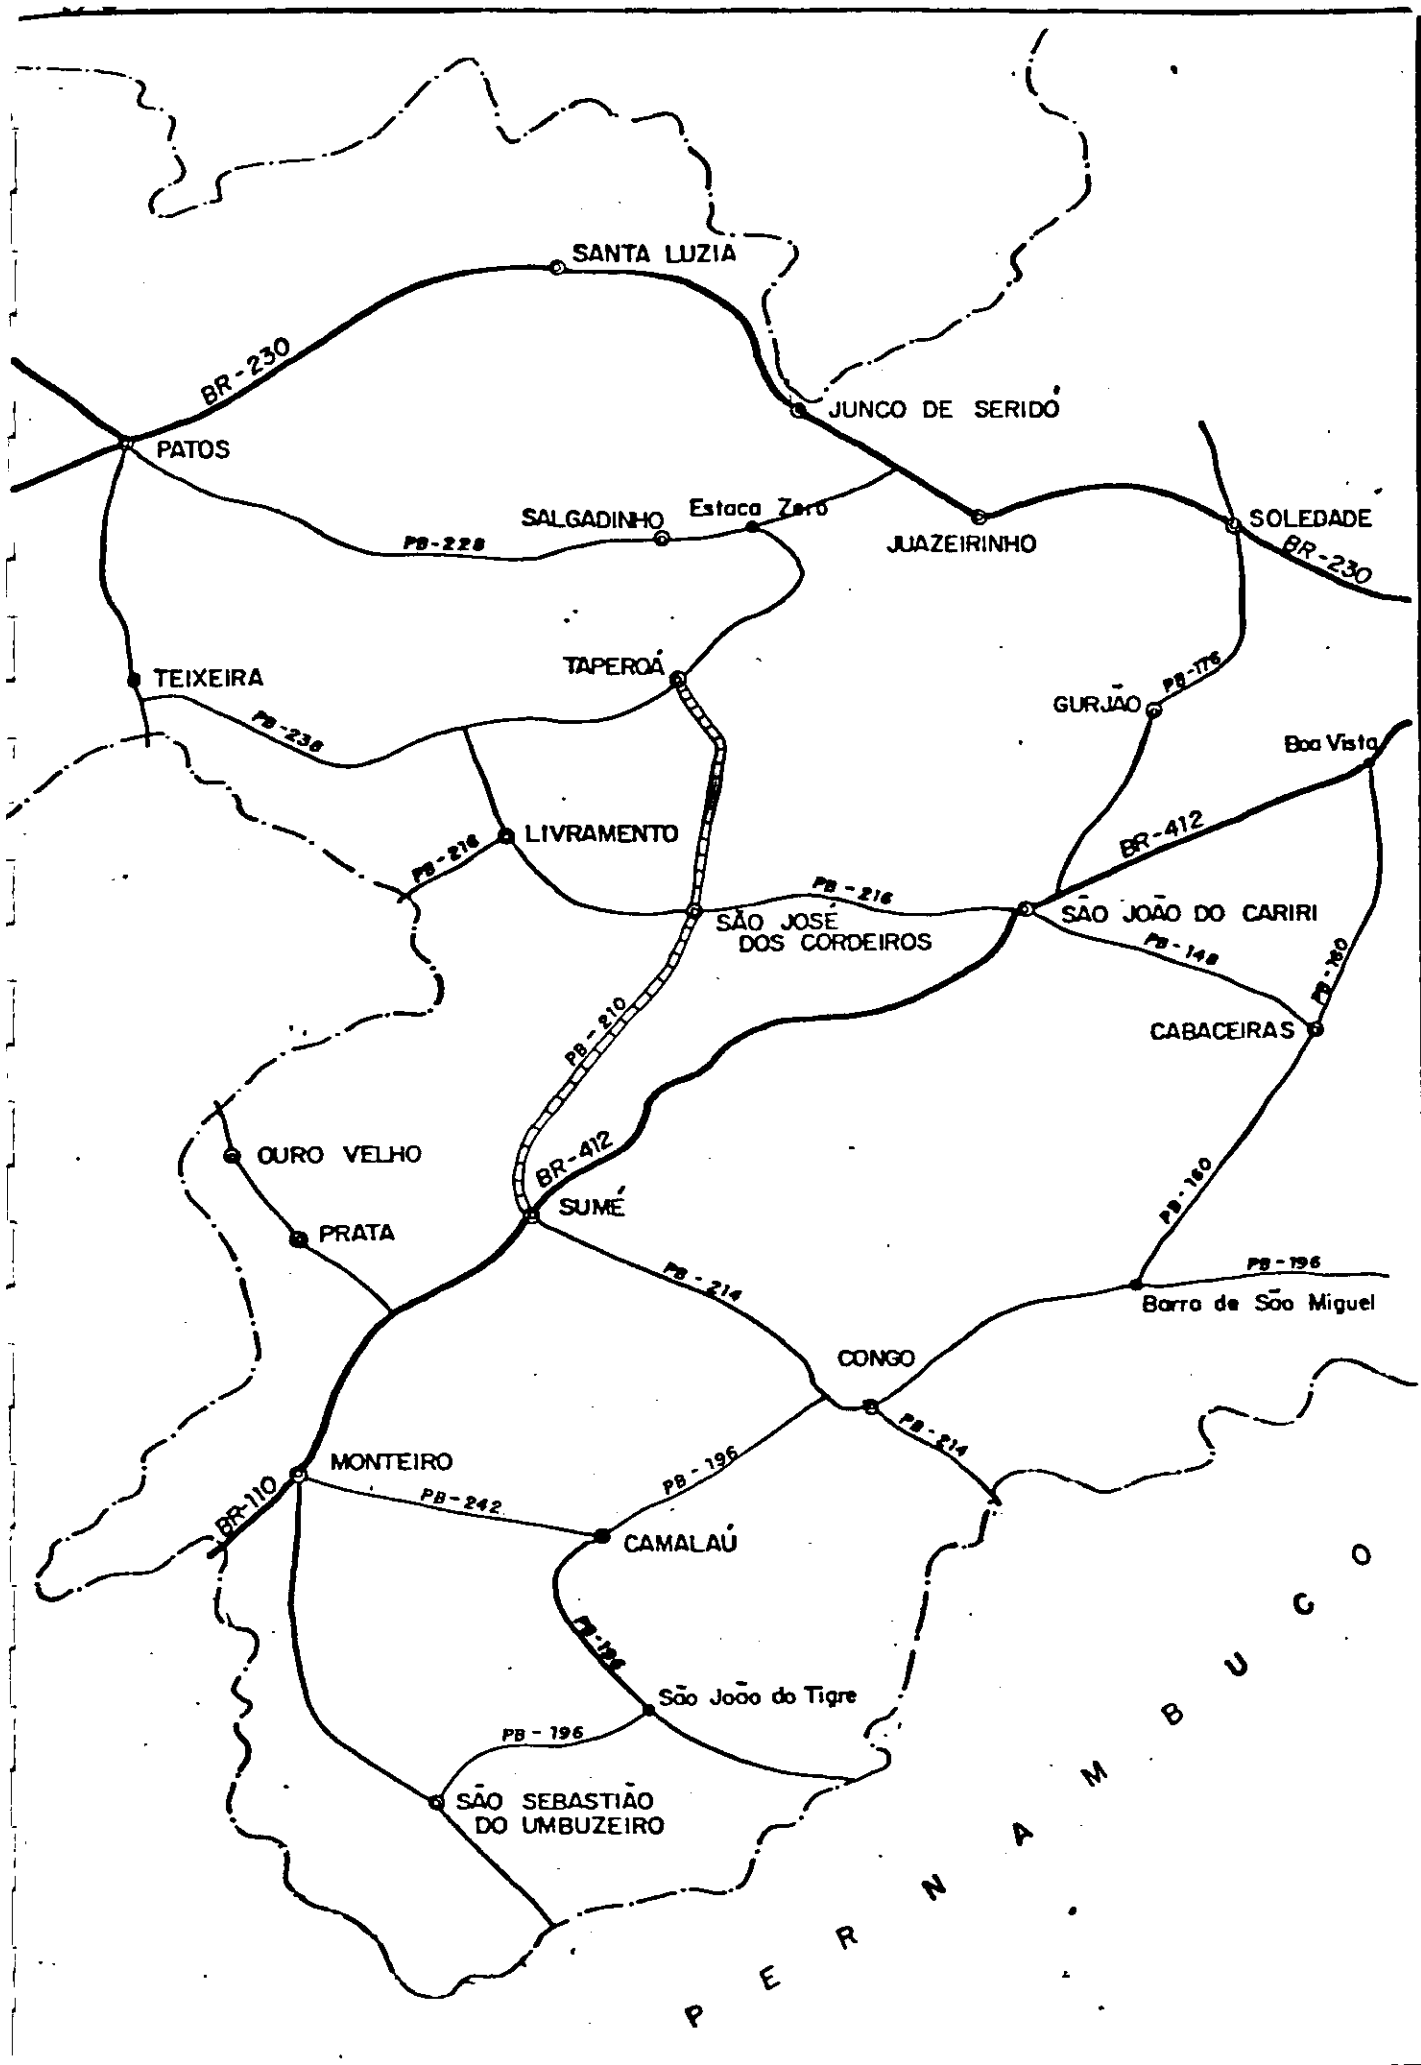 SANTA LUZIA
BR-230
JUNCO DE SERIDÓ
PATOS
Estaca Zero
SALGADINHO
SOLEDADE
PB-228
JUAZEIRINHO
BR-230
TAPEROÁ
TEIXEIRA
PB-176
GURJÃO
PB-238
Boa Vista
LIVRAMENTO
BR-412
PB-216
PB-216
SÃO JOSÉ
DOS CORDEIROS
SÃO JOÃO DO CARIRI
PB-148
PB-160
PB-210
CABACEIRAS
OURO VELHO
BR-412
SUMÉ
PB-160
PRATA
PB-214
PB-196
Barra de São Miguel
CONGO
PB-214
MONTEIRO
PB-196
BR-110
PB-242
CAMALAÚ
PB-196
São João do Tigre
PB-196
SÃO SEBASTIÃO
DO UMBUZEIRO
PERNAMBUCO